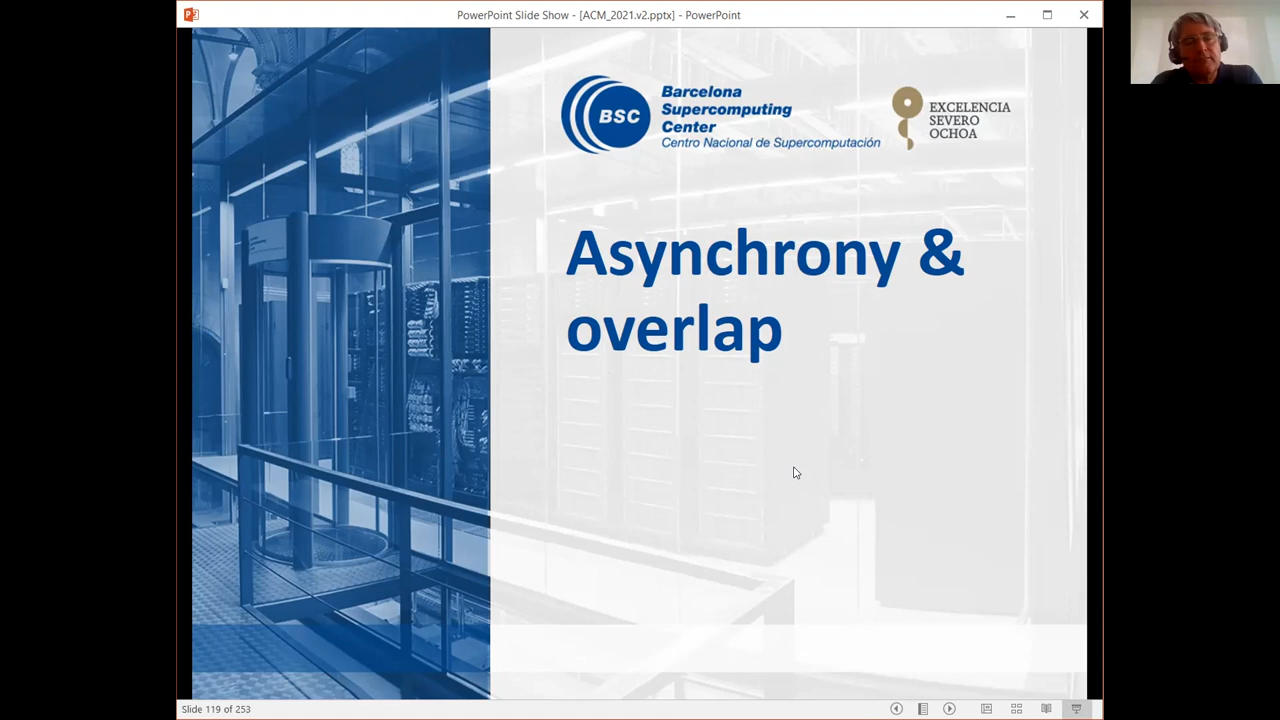 PowerPoint Slide Show - [ACM_2021.v2.pptx] - PowerPoint
BSC
Barcelona
Supercomputing
Center
Centro Nacional de Supercomputación
EXCELENCIA
SEVERO
OCHOA
Asynchrony &
overlap
Slide 119 of 253